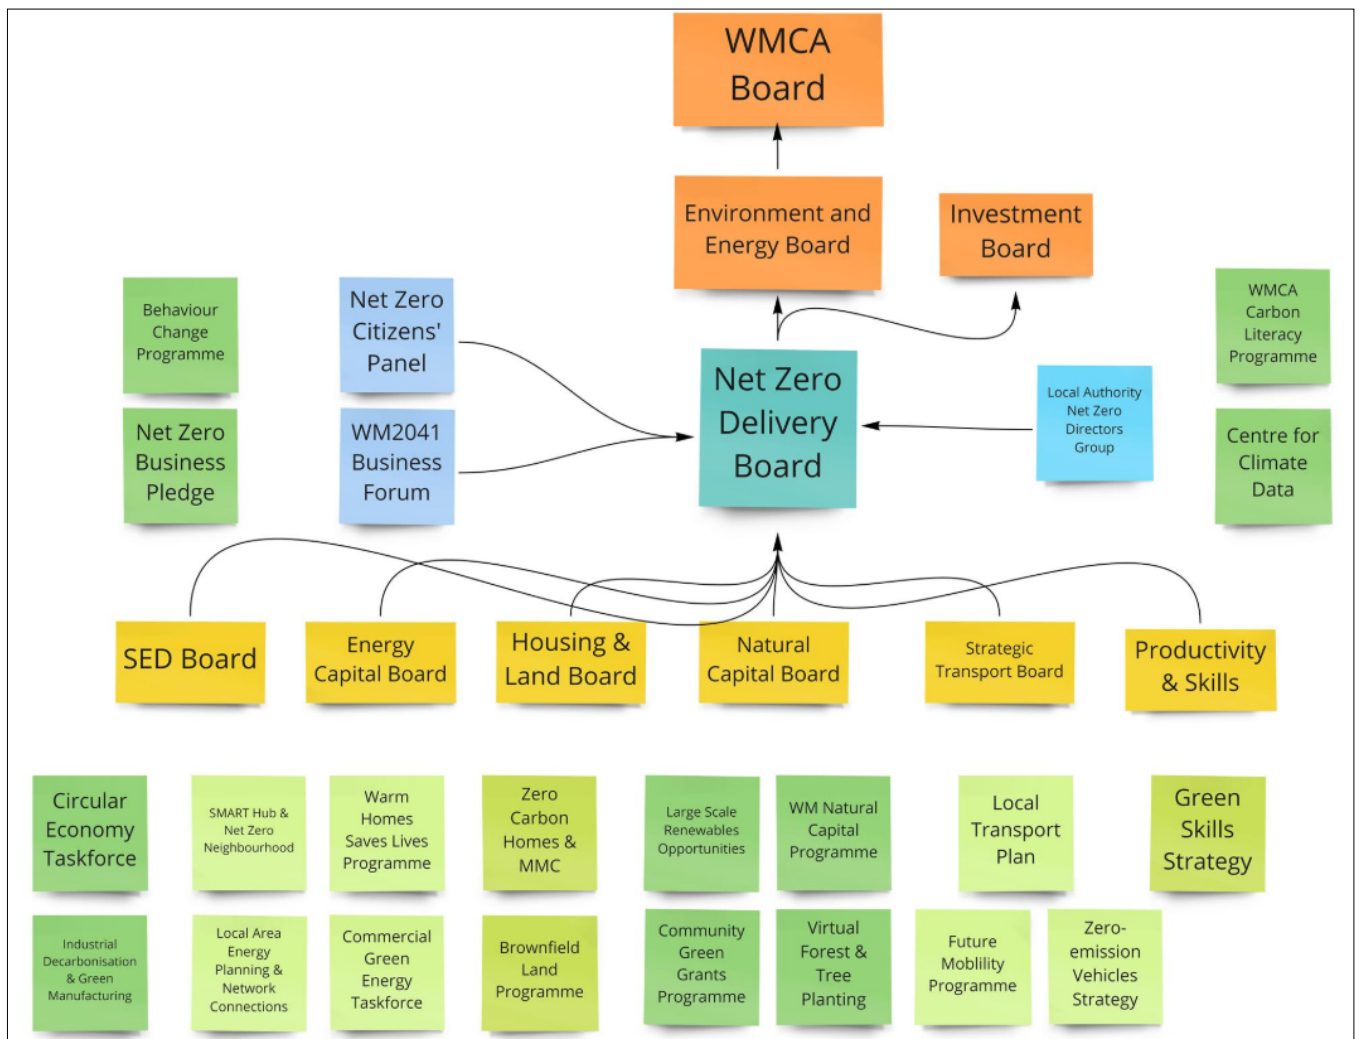 WMCA
Board
Environment and
Energy Board
Investment
Board
Behaviour
Change
Programme
Net Zero
Citizens'
Panel
WMCA
Carbon
Literacy
Programme
Net Zero
Delivery
Board
Local Authority
Net Zero
Directors
Group
Net Zero
Business
Pledge
WM2041
Business
Forum
Centre for
Climate
Data
SED Board
Energy
Capital Board
Housing &
Land Board
Natural
Capital Board
Strategic
Transport Board
Productivity
& Skills
Circular
Economy
Taskforce
SMART Hub &
Net Zero
Neighbourhood
Warm
Homes
Saves Lives
Programme
Zero
Carbon
Homes &
MMC
Large Scale
Renewables
Opportunities
WM Natural
Capital
Programme
Local
Transport
Plan
Green
Skills
Strategy
Industrial
Decarbonisation
& Green
Manufacturing
Local Area
Energy
Planning &
Network
Connections
Commercial
Green
Energy
Taskforce
Brownfield
Land
Programme
Community
Green
Grants
Programme
Virtual
Forest &
Tree
Planting
Future
Moblility
Programme
Zero-
emission
Vehicles
Strategy